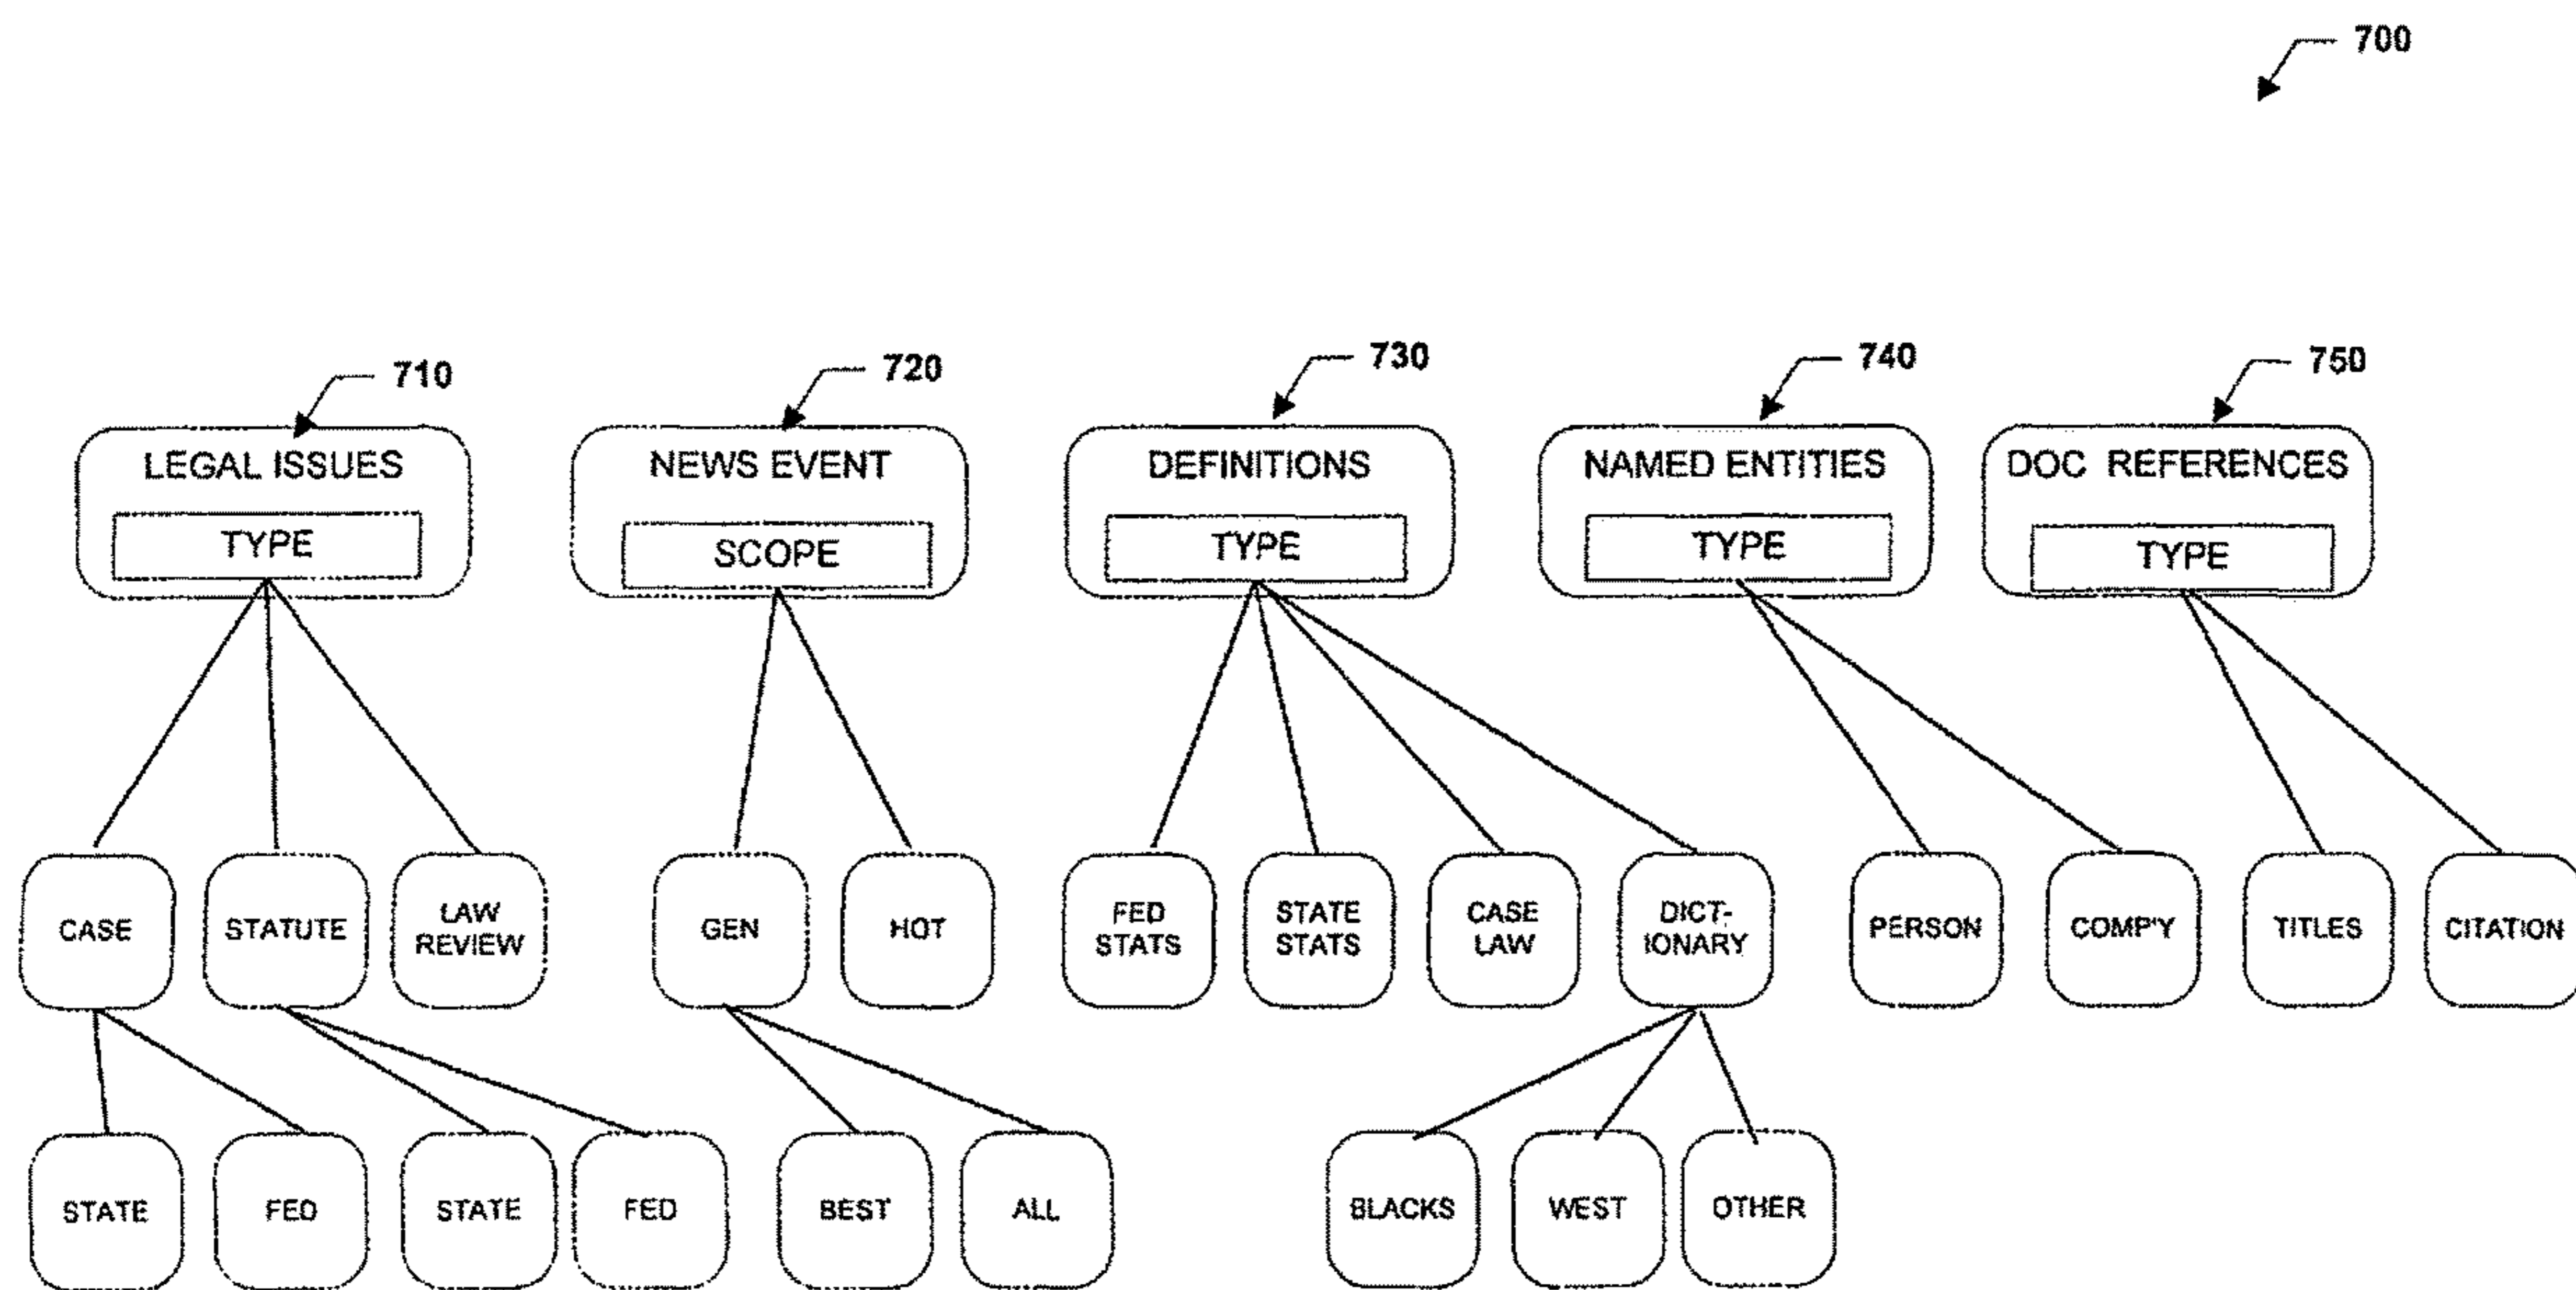 700
710
720
730
740
750
LEGAL ISSUES
TYPE
NEWS EVENT
SCOPE
DEFINITIONS
TYPE
NAMED ENTITIES
TYPE
DOC REFERENCES
TYPE
CASE
STATUTE
LAW
REVIEW
GEN
HOT
FED
STATS
STATE
STATS
CASE
LAW
DICT-
IONARY
PERSON
COMP'Y
TITLES
CITATION
STATE
FED
STATE
FED
BEST
ALL
BLACKS
WEST
OTHER